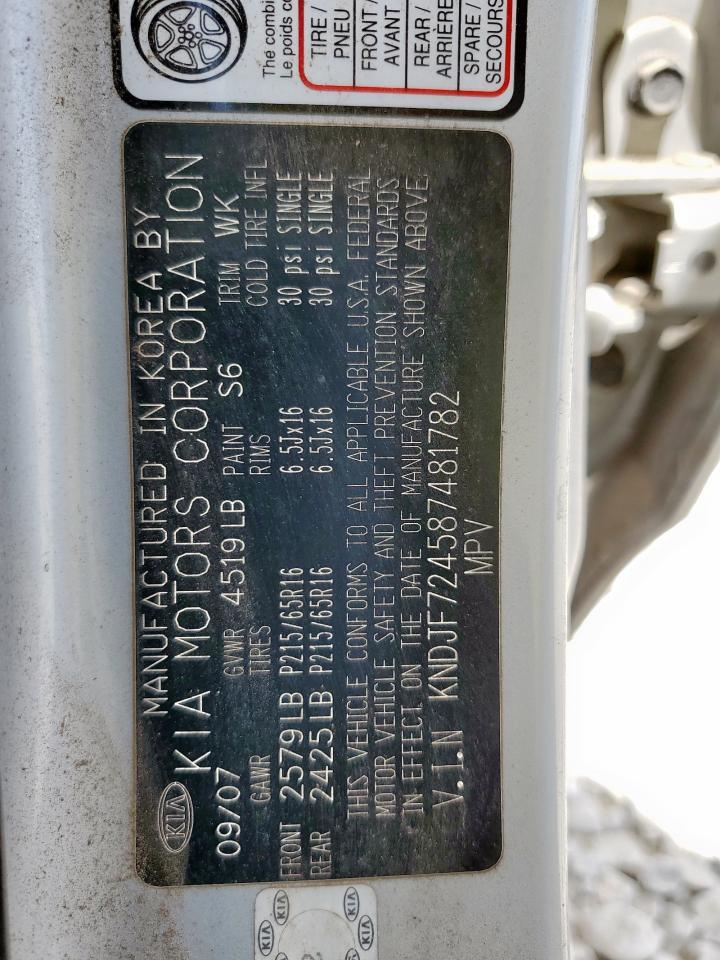 The combi
Le poids co
TIRE /
PNEU
FRONT /
AVANT
REAR /
ARRIÈRE
SPARE /
SECOURS
MANUFACTURED IN KOREA BY
KIA KIA MOTORS CORPORATION
09/07 GVWR 4519LB PAINT S6 TRIM WK
GAWR TIRES RIMS COLD TIRE INFL
FRONT 2579LB P215/65R16 6.5Jx16 30 psi SINGLE
REAR 2425LB P215/65R16 6.5Jx16 30 psi SINGLE
THIS VEHICLE CONFORMS TO ALL APPLICABLE U.S.A. FEDERAL
MOTOR VEHICLE SAFETY AND THEFT PREVENTION STANDARDS
IN EFFECT ON THE DATE OF MANUFACTURE SHOWN ABOVE.
V.I.N KNDJF724587481782
MPV
KIA KIA
KIA KIA